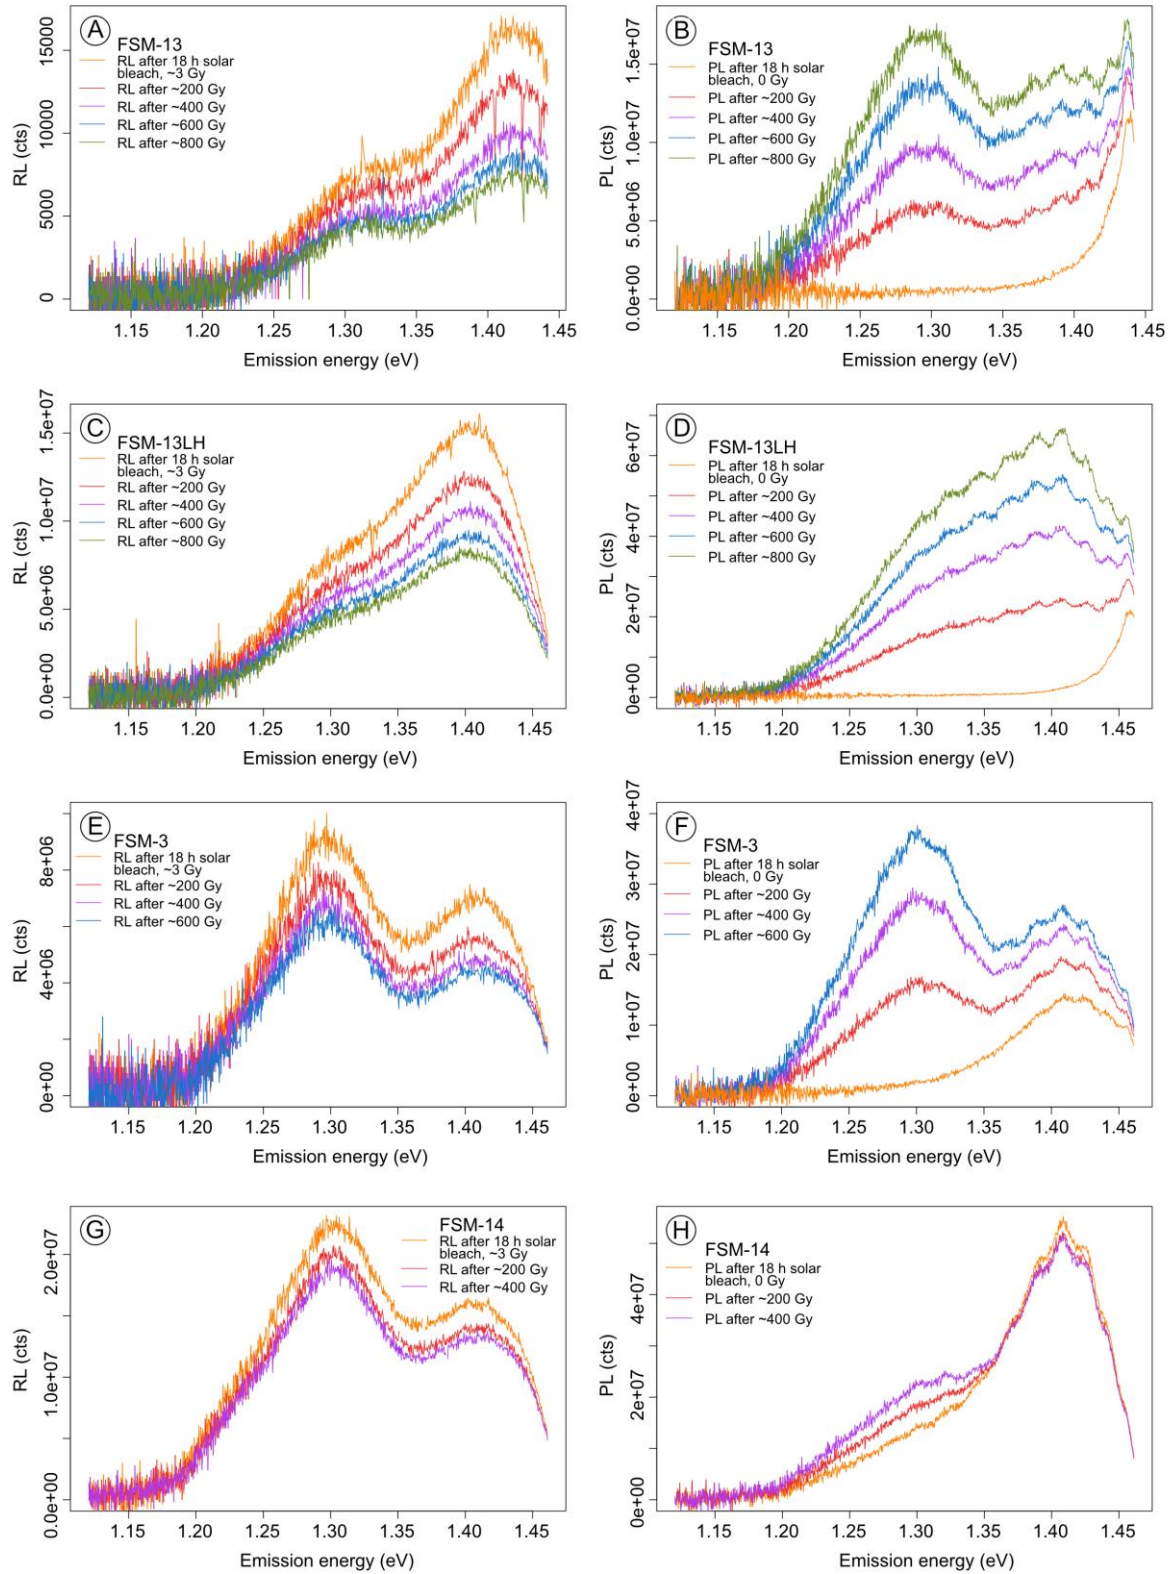 A
FSM-13
RL after 18 h solar
bleach, ~3 Gy
RL after ~200 Gy
RL after ~400 Gy
RL after ~600 Gy
RL after ~800 Gy
RL (cts)
0
5000
10000
15000
1.15
1.20
1.25
1.30
1.35
1.40
1.45
Emission energy (eV)
B
FSM-13
PL after 18 h solar
bleach, 0 Gy
PL after ~200 Gy
PL after ~400 Gy
PL after ~600 Gy
PL after ~800 Gy
PL (cts)
0.0e+00
5.0e+06
1.0e+07
1.5e+07
1.15
1.20
1.25
1.30
1.35
1.40
1.45
Emission energy (eV)
C
FSM-13LH
RL after 18 h solar
bleach, ~3 Gy
RL after ~200 Gy
RL after ~400 Gy
RL after ~600 Gy
RL after ~800 Gy
RL (cts)
0.0e+00
5.0e+06
1.0e+07
1.5e+07
1.15
1.20
1.25
1.30
1.35
1.40
1.45
Emission energy (eV)
D
FSM-13LH
PL after 18 h solar
bleach, 0 Gy
PL after ~200 Gy
PL after ~400 Gy
PL after ~600 Gy
PL after ~800 Gy
PL (cts)
0e+00
2e+07
4e+07
6e+07
1.15
1.20
1.25
1.30
1.35
1.40
1.45
Emission energy (eV)
E
FSM-3
RL after 18 h solar
bleach, ~3 Gy
RL after ~200 Gy
RL after ~400 Gy
RL after ~600 Gy
RL (cts)
0e+00
4e+06
8e+06
1.15
1.20
1.25
1.30
1.35
1.40
1.45
Emission energy (eV)
F
FSM-3
PL after 18 h solar
bleach, 0 Gy
PL after ~200 Gy
PL after ~400 Gy
PL after ~600 Gy
PL (cts)
0e+00
1e+07
2e+07
3e+07
4e+07
1.15
1.20
1.25
1.30
1.35
1.40
1.45
Emission energy (eV)
G
FSM-14
RL after 18 h solar
bleach, ~3 Gy
RL after ~200 Gy
RL after ~400 Gy
RL (cts)
0.0e+00
1.0e+07
2.0e+07
1.15
1.20
1.25
1.30
1.35
1.40
1.45
Emission energy (eV)
H
FSM-14
PL after 18 h solar
bleach, 0 Gy
PL after ~200 Gy
PL after ~400 Gy
PL (cts)
0e+00
2e+07
4e+07
1.15
1.20
1.25
1.30
1.35
1.40
1.45
Emission energy (eV)